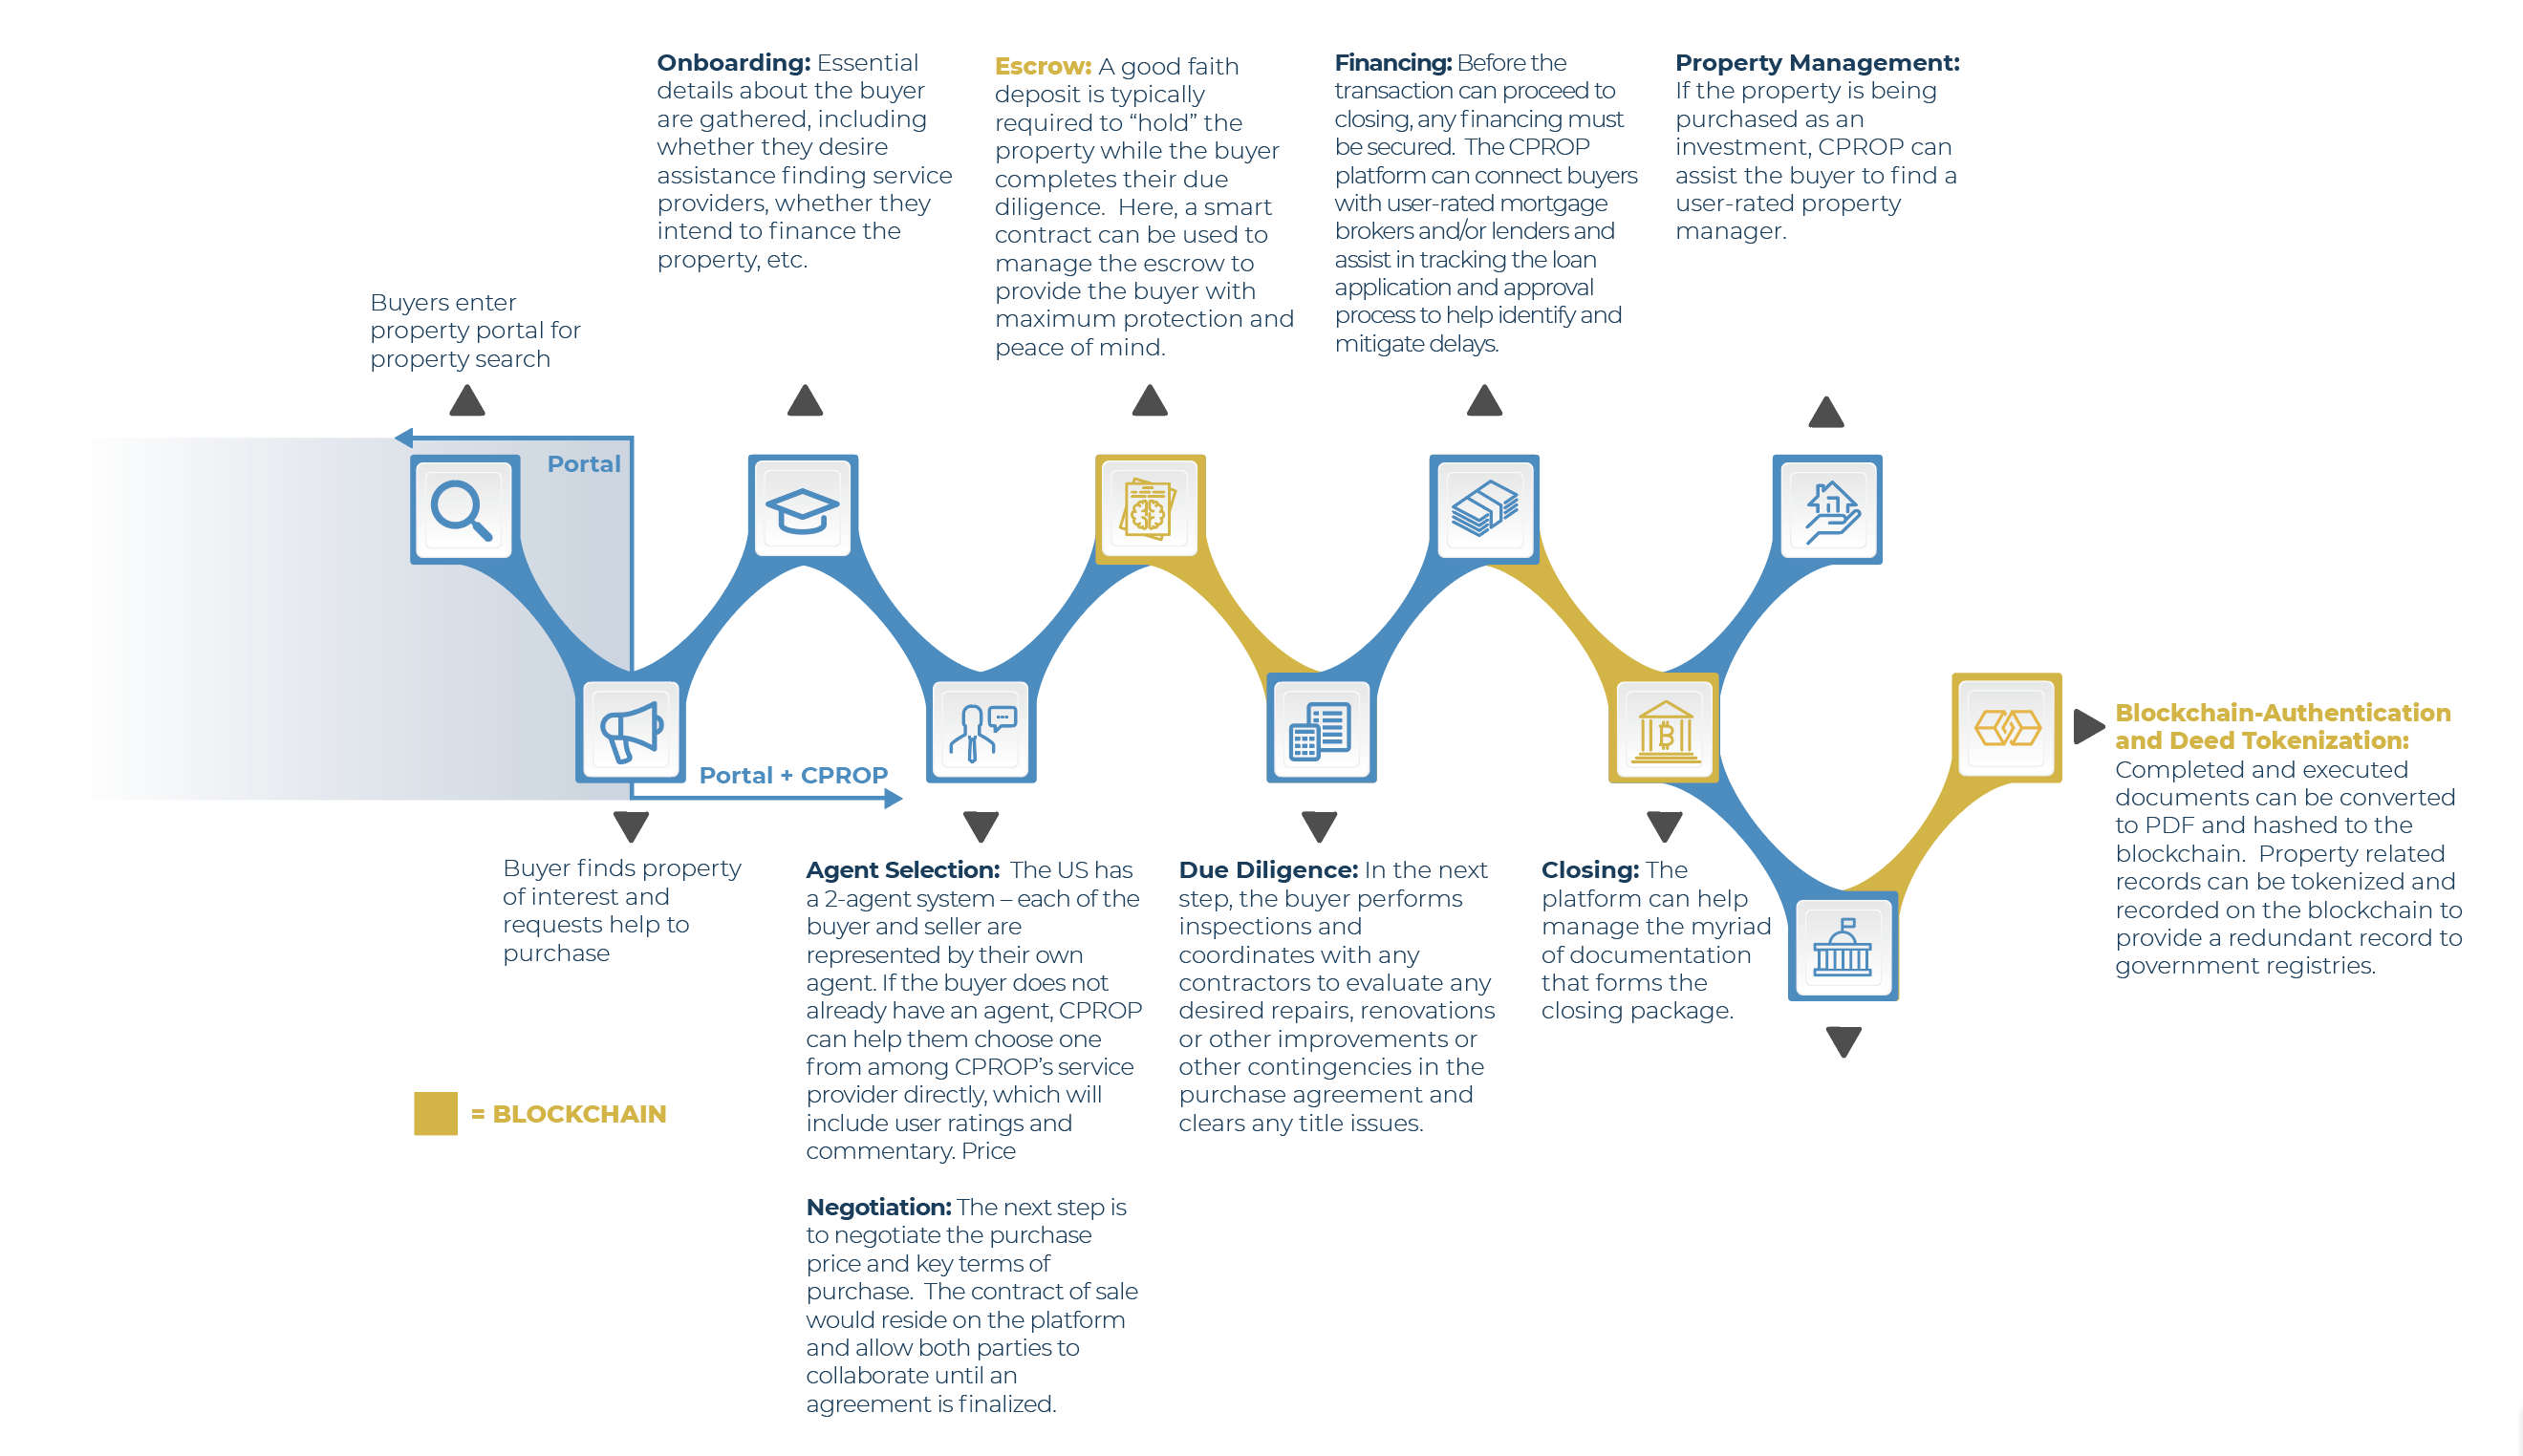 Onboarding: Essential
details about the buyer
are gathered, including
whether they desire
assistance finding service
providers, whether they
intend to finance the
property, etc.
Escrow: A good faith
deposit is typically
required to “hold” the
property while the buyer
completes their due
diligence.  Here, a smart
contract can be used to
manage the escrow to
provide the buyer with
maximum protection and
peace of mind.
Financing: Before the
transaction can proceed to
closing, any financing must
be secured.  The CPROP
platform can connect buyers
with user-rated mortgage
brokers and/or lenders and
assist in tracking the loan
application and approval
process to help identify and
mitigate delays.
Property Management:
If the property is being
purchased as an
investment, CPROP can
assist the buyer to find a
user-rated property
manager.
Buyers enter
property portal for
property search
Portal
Portal + CPROP
Buyer finds property
of interest and
requests help to
purchase
Agent Selection:  The US has
a 2-agent system – each of the
buyer and seller are
represented by their own
agent. If the buyer does not
already have an agent, CPROP
can help them choose one
from among CPROP’s service
provider directly, which will
include user ratings and
commentary. Price
Negotiation: The next step is
to negotiate the purchase
price and key terms of
purchase.  The contract of sale
would reside on the platform
and allow both parties to
collaborate until an
agreement is finalized.
Due Diligence: In the next
step, the buyer performs
inspections and
coordinates with any
contractors to evaluate any
desired repairs, renovations
or other improvements or
other contingencies in the
purchase agreement and
clears any title issues.
Closing: The
platform can help
manage the myriad
of documentation
that forms the
closing package.
Blockchain-Authentication
and Deed Tokenization:
Completed and executed
documents can be converted
to PDF and hashed to the
blockchain.  Property related
records can be tokenized and
recorded on the blockchain to
provide a redundant record to
government registries.
= BLOCKCHAIN